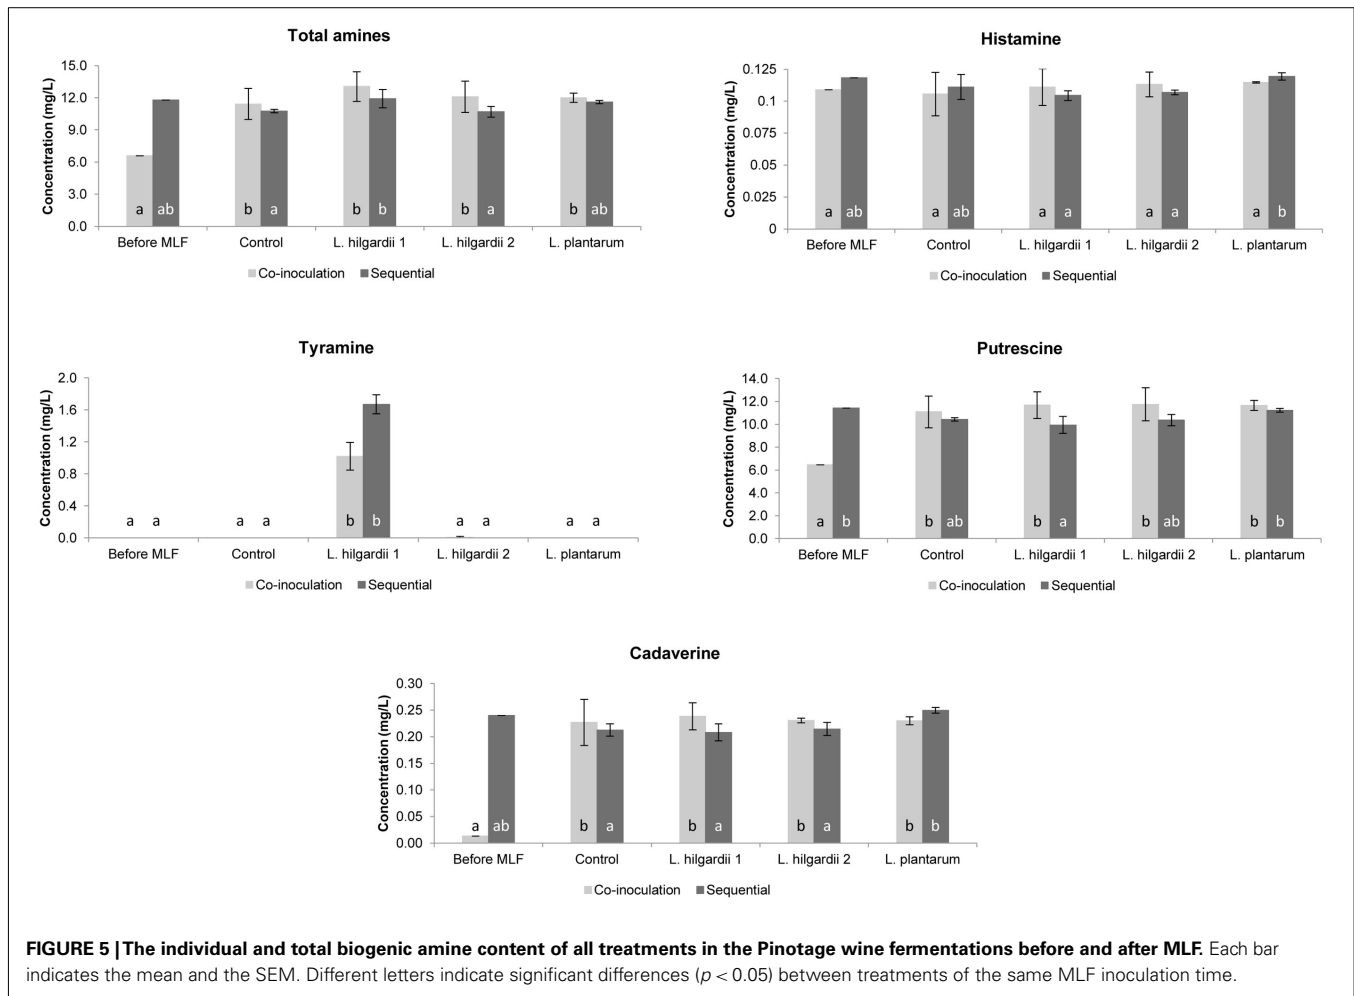 Total amines
Concentration (mg/L)
15.0
12.0
9.0
6.0
3.0
0.0
a ab b a b b b a b ab
Before MLF Control L. hilgardii 1 L. hilgardii 2 L. plantarum
Co-inoculation Sequential
Histamine
Concentration (mg/L)
0.125
0.1
0.075
0.05
0.025
0
a ab a ab a a a a a b
Before MLF Control L. hilgardii 1 L. hilgardii 2 L. plantarum
Co-inoculation Sequential
Tyramine
Concentration (mg/L)
2.0
1.6
1.2
0.8
0.4
0.0
a a a a b b a a a a
Before MLF Control L. hilgardii 1 L. hilgardii 2 L. plantarum
Co-inoculation Sequential
Putrescine
Concentration (mg/L)
14.0
12.0
10.0
8.0
6.0
4.0
2.0
0.0
a b b ab b a b ab b b
Before MLF Control L. hilgardii 1 L. hilgardii 2 L. plantarum
Co-inoculation Sequential
Cadaverine
Concentration (mg/L)
0.30
0.25
0.20
0.15
0.10
0.05
0.00
a ab b a b a b a b b
Before MLF Control L. hilgardii 1 L. hilgardii 2 L. plantarum
Co-inoculation Sequential
FIGURE 5 | The individual and total biogenic amine content of all treatments in the Pinotage wine fermentations before and after MLF. Each bar
indicates the mean and the SEM. Different letters indicate significant differences (p < 0.05) between treatments of the same MLF inoculation time.